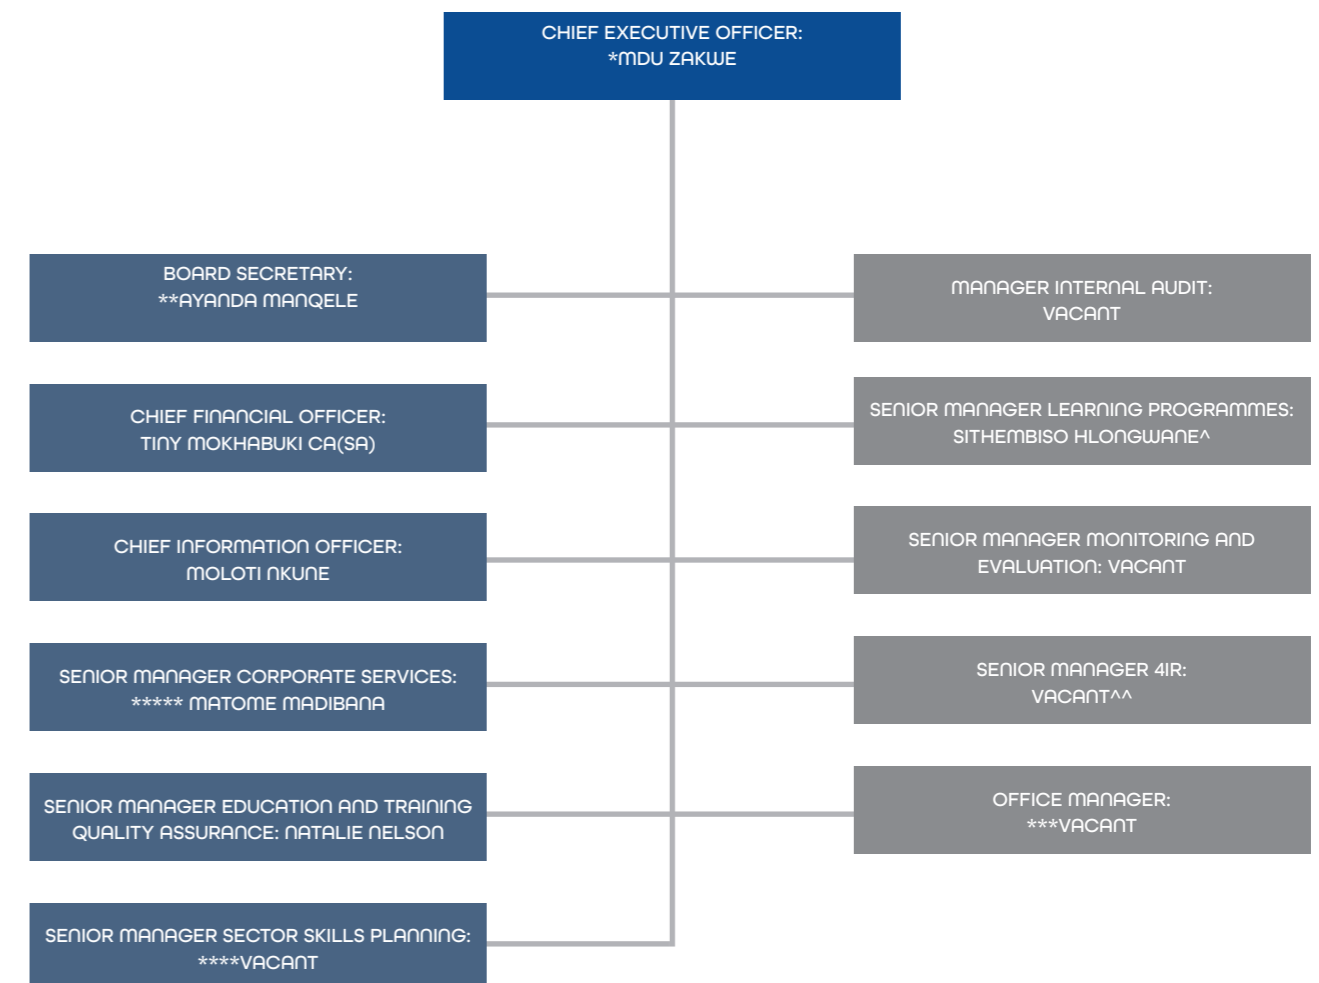 CHIEF EXECUTIVE OFFICER:
*MDU ZAKWE
BOARD SECRETARY:
**AYANDA MANQELE
MANAGER INTERNAL AUDIT:
VACANT
CHIEF FINANCIAL OFFICER:
TINY MOKHABUKI CA(SA)
SENIOR MANAGER LEARNING PROGRAMMES:
SITHEMBISO HLONGWANE^
CHIEF INFORMATION OFFICER:
MOLOTI NKUNE
SENIOR MANAGER MONITORING AND
EVALUATION: VACANT
SENIOR MANAGER CORPORATE SERVICES:
***** MATOME MADIBANA
SENIOR MANAGER 4IR:
VACANT^^
SENIOR MANAGER EDUCATION AND TRAINING
QUALITY ASSURANCE: NATALIE NELSON
OFFICE MANAGER:
***VACANT
SENIOR MANAGER SECTOR SKILLS PLANNING:
****VACANT